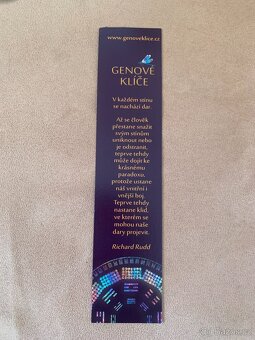 www.genoveklice.cz
GENOVÉ
KLÍČE
V každém stínu
se nachází dar.
Až se člověk
přestane snažit
svým stínům
uniknout nebo
je odstranit,
teprve tehdy
může dojít ke
krásnému
paradoxu,
protože ustane
náš vnitřní i
vnější boj.
Teprve tehdy
nastane klid,
ve kterém se
mohou naše
dary projevit.
Richard Rudd